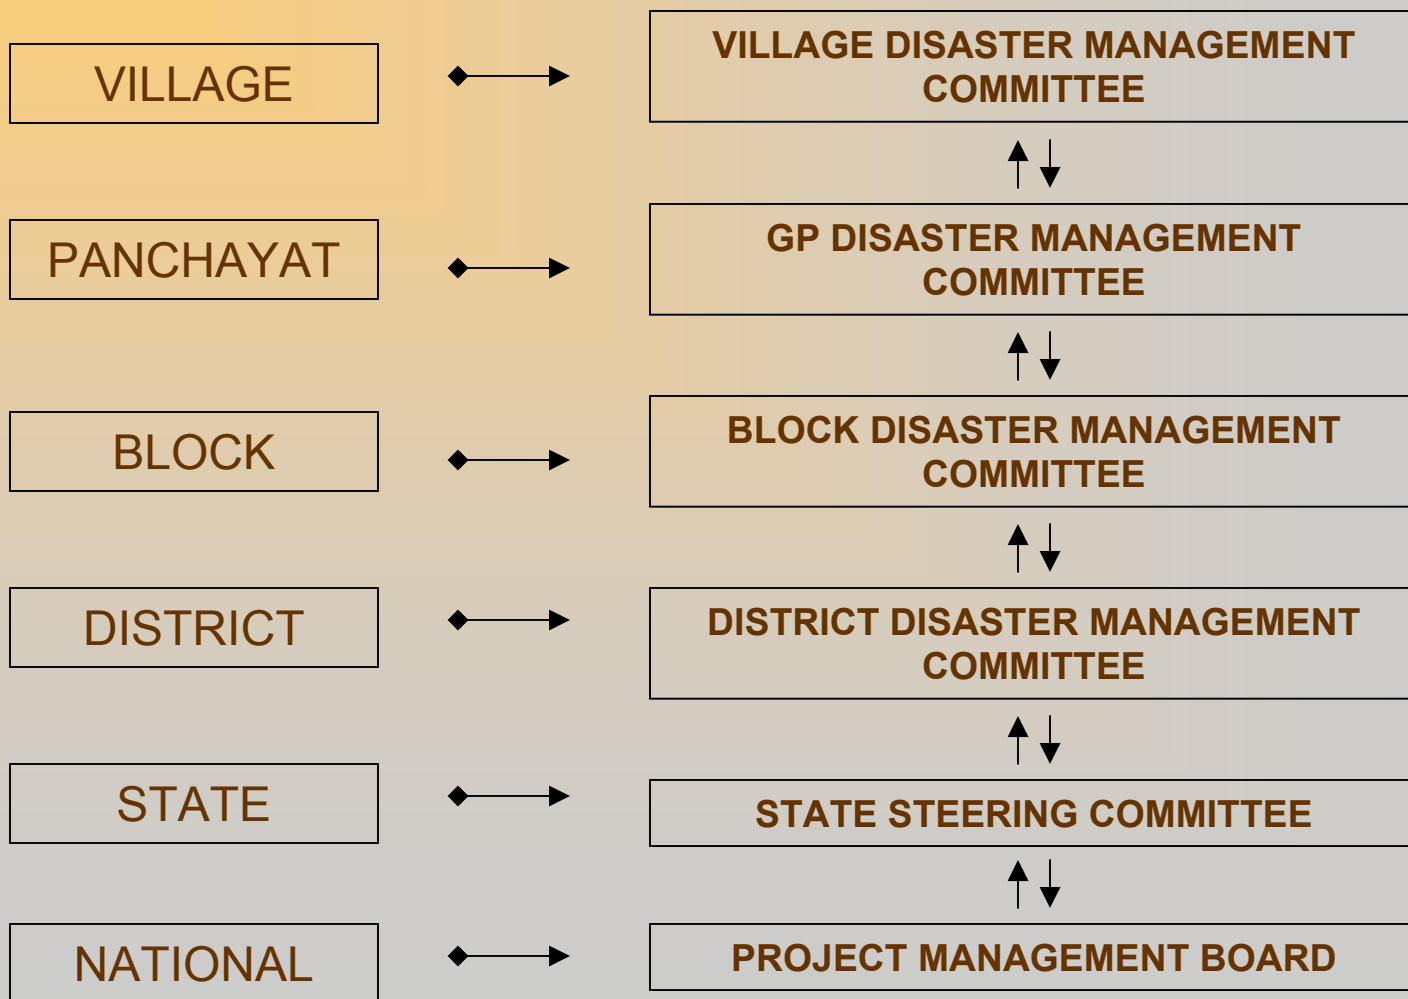 VILLAGE
VILLAGE DISASTER MANAGEMENT
COMMITTEE
PANCHAYAT
GP DISASTER MANAGEMENT
COMMITTEE
BLOCK
BLOCK DISASTER MANAGEMENT
COMMITTEE
DISTRICT
DISTRICT DISASTER MANAGEMENT
COMMITTEE
STATE
STATE STEERING COMMITTEE
NATIONAL
PROJECT MANAGEMENT BOARD